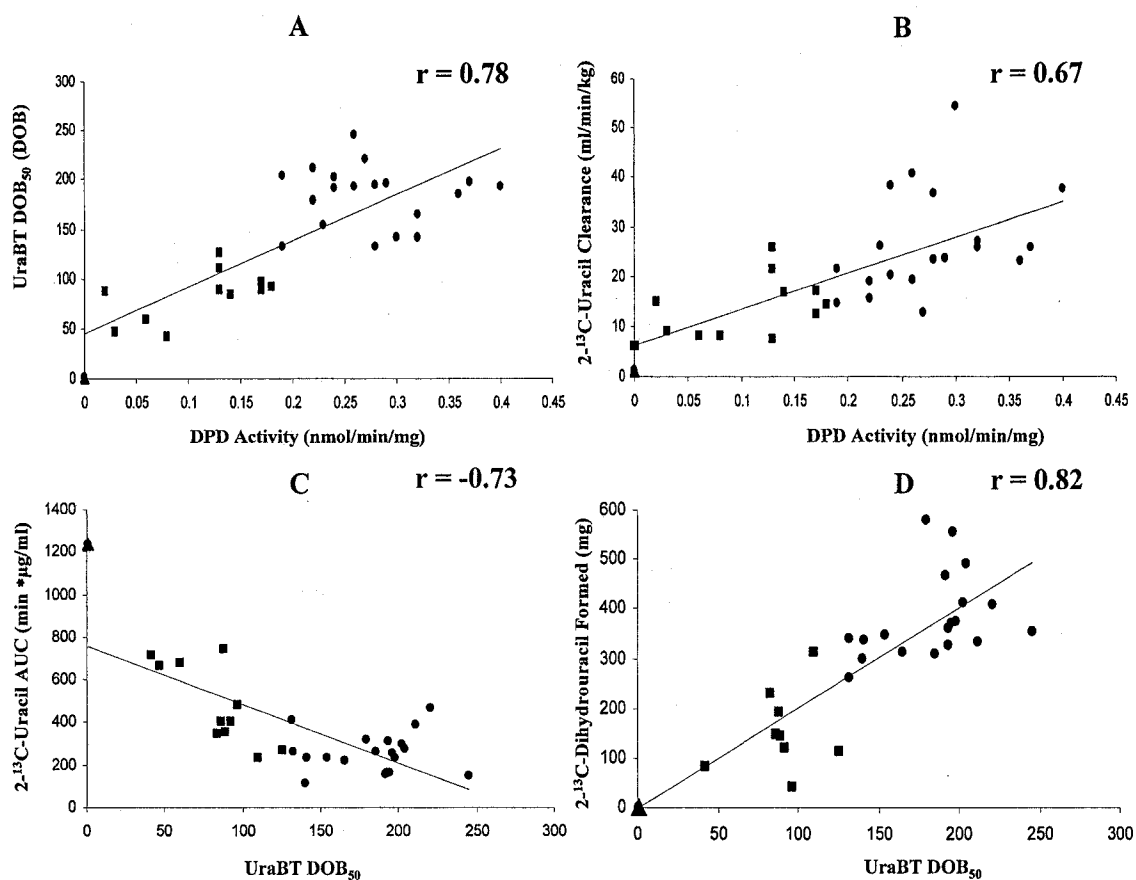 A
r = 0.78
UraBT DOB₅₀ (DOB)
300
250
200
150
100
50
0
0 0.05 0.1 0.15 0.2 0.25 0.3 0.35 0.4 0.45
DPD Activity (nmol/min/mg)
B
r = 0.67
2-¹³C-Uracil Clearance (ml/min/kg)
60
50
40
30
20
10
0
0 0.05 0.1 0.15 0.2 0.25 0.3 0.35 0.4 0.45
DPD Activity (nmol/min/mg)
C
r = -0.73
2-¹³C-Uracil AUC (min *µg/ml)
1400
1200
1000
800
600
400
200
0
0 50 100 150 200 250 300
UraBT DOB₅₀
D
r = 0.82
2-¹³C-Dihydrouracil Formed (mg)
600
500
400
300
200
100
0
0 50 100 150 200 250 300
UraBT DOB₅₀